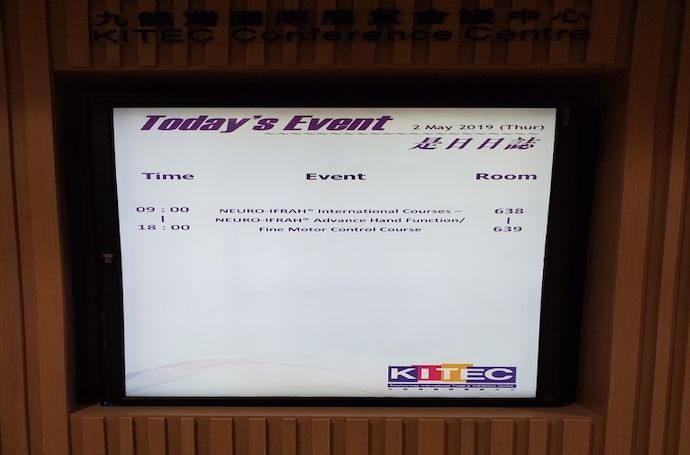 九龍灣國際展貿會議中心
KITEC Conference Centre
Today's Event
2 May 2019 (Thur)
是日日誌
Time Event Room
09 : 00 NEURO-IFRAH® International Courses – 638
| NEURO-IFRAH® Advance Hand Function/ |
18 : 00 Fine Motor Control Course 639
KITEC